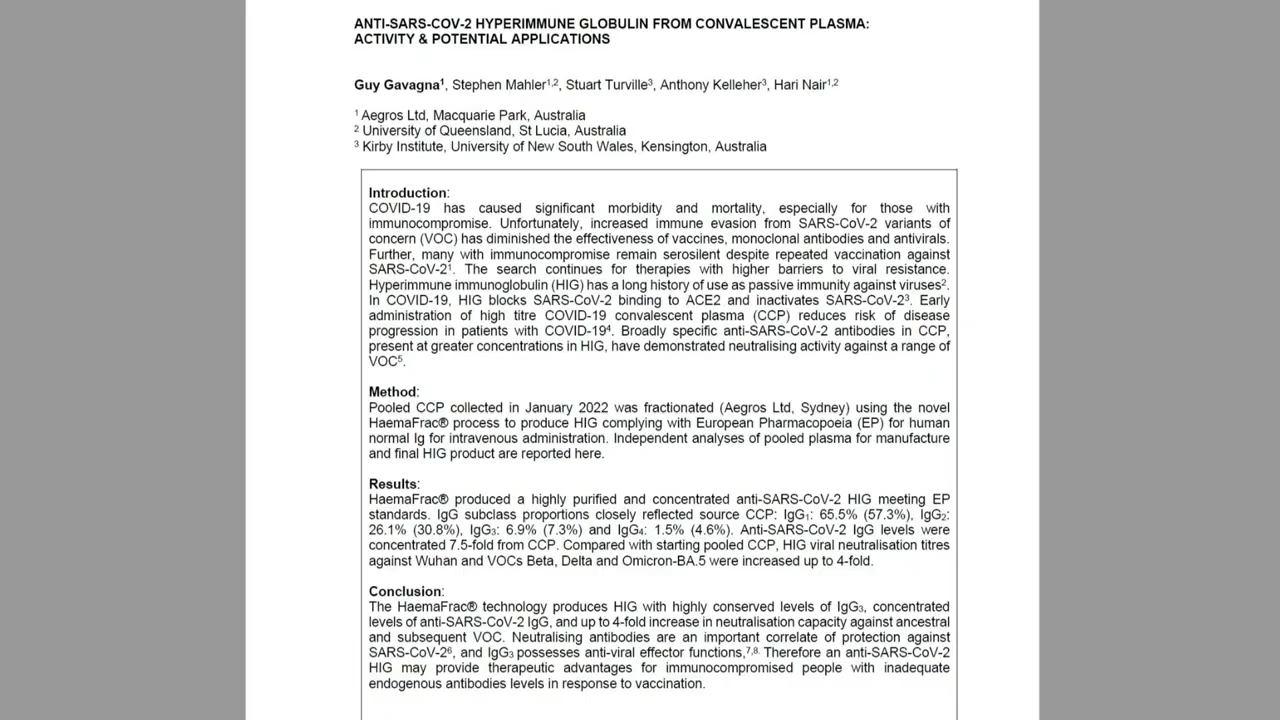 ANTI-SARS-COV-2 HYPERIMMUNE GLOBULIN FROM CONVALESCENT PLASMA:
ACTIVITY & POTENTIAL APPLICATIONS
Guy Gavagna¹, Stephen Mahler¹,², Stuart Turville³, Anthony Kelleher³, Hari Nair¹,²
¹ Aegros Ltd, Macquarie Park, Australia
² University of Queensland, St Lucia, Australia
³ Kirby Institute, University of New South Wales, Kensington, Australia
Introduction:
COVID-19 has caused significant morbidity and mortality, especially for those with
immunocompromise. Unfortunately, increased immune evasion from SARS-CoV-2 variants of
concern (VOC) has diminished the effectiveness of vaccines, monoclonal antibodies and antivirals.
Further, many with immunocompromise remain serosilent despite repeated vaccination against
SARS-CoV-2¹. The search continues for therapies with higher barriers to viral resistance.
Hyperimmune immunoglobulin (HIG) has a long history of use as passive immunity against viruses².
In COVID-19, HIG blocks SARS-CoV-2 binding to ACE2 and inactivates SARS-CoV-2³. Early
administration of high titre COVID-19 convalescent plasma (CCP) reduces risk of disease
progression in patients with COVID-19⁴. Broadly specific anti-SARS-CoV-2 antibodies in CCP,
present at greater concentrations in HIG, have demonstrated neutralising activity against a range of
VOC⁵.
Method:
Pooled CCP collected in January 2022 was fractionated (Aegros Ltd, Sydney) using the novel
HaemaFrac® process to produce HIG complying with European Pharmacopoeia (EP) for human
normal Ig for intravenous administration. Independent analyses of pooled plasma for manufacture
and final HIG product are reported here.
Results:
HaemaFrac® produced a highly purified and concentrated anti-SARS-CoV-2 HIG meeting EP
standards. IgG subclass proportions closely reflected source CCP: IgG₁: 65.5% (57.3%), IgG₂:
26.1% (30.8%), IgG₃: 6.9% (7.3%) and IgG₄: 1.5% (4.6%). Anti-SARS-CoV-2 IgG levels were
concentrated 7.5-fold from CCP. Compared with starting pooled CCP, HIG viral neutralisation titres
against Wuhan and VOCs Beta, Delta and Omicron-BA.5 were increased up to 4-fold.
Conclusion:
The HaemaFrac® technology produces HIG with highly conserved levels of IgG₃, concentrated
levels of anti-SARS-CoV-2 IgG, and up to 4-fold increase in neutralisation capacity against ancestral
and subsequent VOC. Neutralising antibodies are an important correlate of protection against
SARS-CoV-2⁶, and IgG₃ possesses anti-viral effector functions,⁷,⁸. Therefore an anti-SARS-CoV-2
HIG may provide therapeutic advantages for immunocompromised people with inadequate
endogenous antibodies levels in response to vaccination.